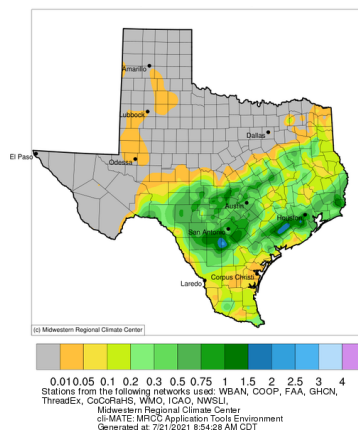 Amarillo
Lubbock
Dallas
El Paso
Odessa
Austin
Houston
San Antonio
Corpus Christi
Laredo
(c) Midwestern Regional Climate Center
0.01 0.05 0.1 0.2 0.3 0.5 0.75 1 1.5 2 2.5 3 4
Stations from the following networks used: WBAN, COOP, FAA, GHCN,
ThreadEx, CoCoRaHS, WMO, ICAO, NWSLI,
Midwestern Regional Climate Center
cli-MATE: MRCC Application Tools Environment
Generated at: 7/21/2021 8:54:28 AM CDT